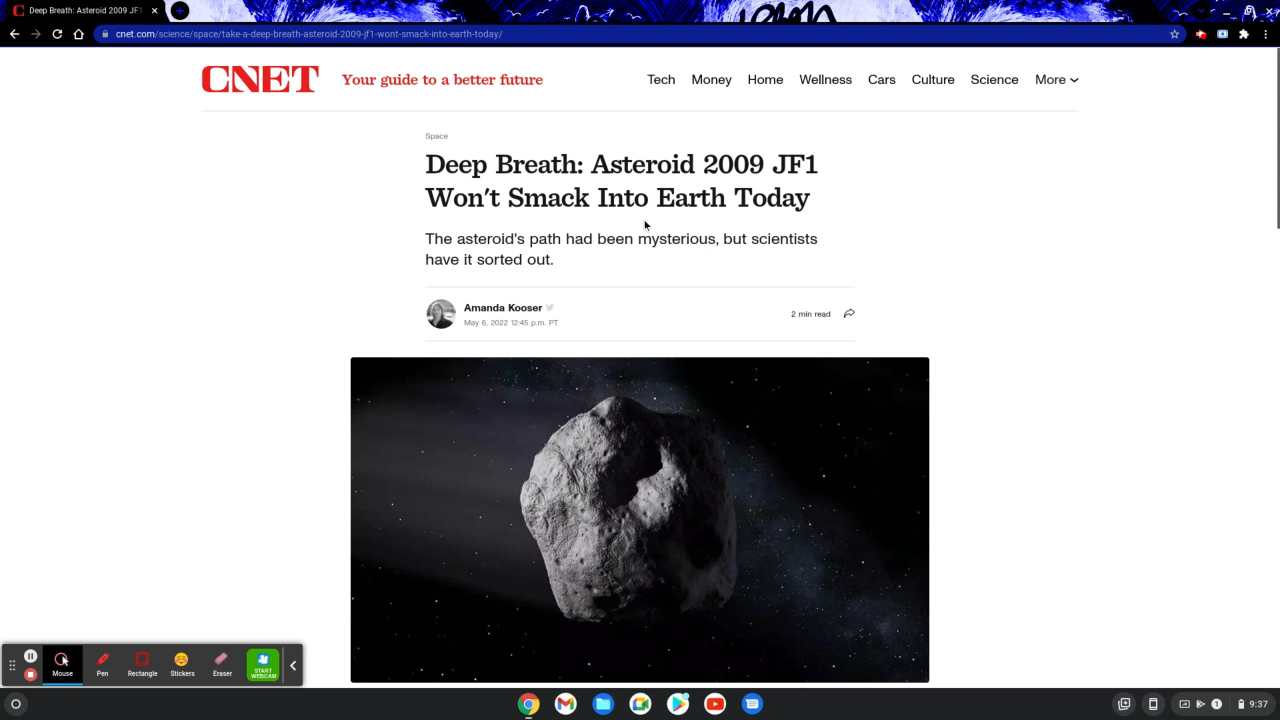 Deep Breath: Asteroid 2009 JF1
cnet.com/science/space/take-a-deep-breath-asteroid-2009-jf1-wont-smack-into-earth-today/
CNET
Your guide to a better future
Tech Money Home Wellness Cars Culture Science More
Space
Deep Breath: Asteroid 2009 JF1
Won't Smack Into Earth Today
The asteroid's path had been mysterious, but scientists
have it sorted out.
Amanda Kooser
May 6, 2022 12:45 p.m. PT
2 min read
Mouse Pen Rectangle Stickers Eraser START
WEBCAM
1 9:37